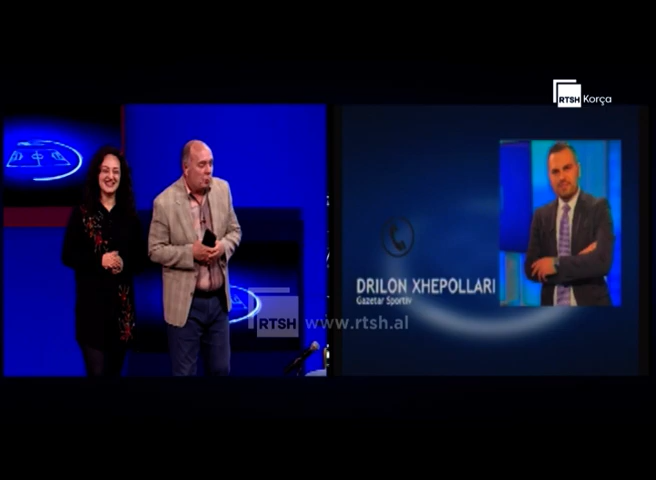 RTSH Korça
DRILON XHEPOLLARI
Gazetar Sportiv
RTSH www.rtsh.al